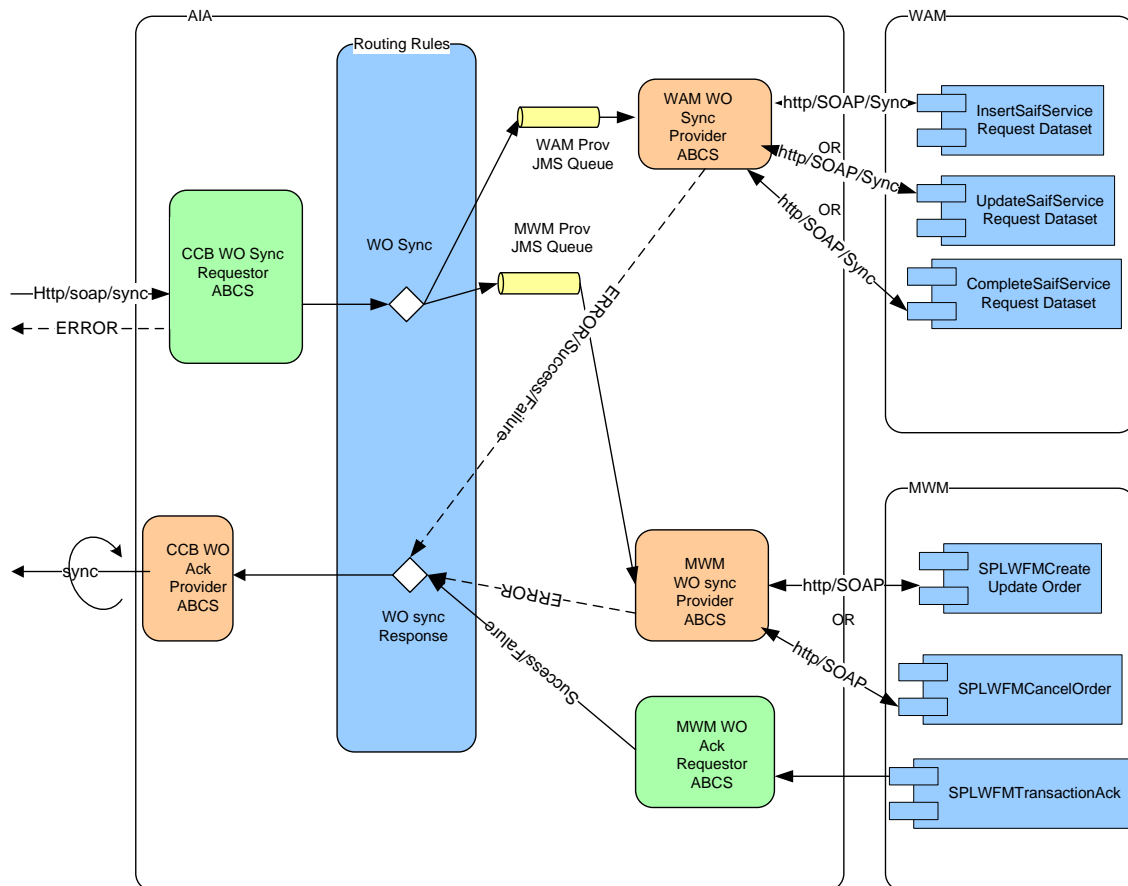 AIA
WAM
Routing Rules
WAM WO
Sync
Provider
ABCS
http/SOAP/Sync
InsertSaifService
Request Dataset
WAM Prov
JMS Queue
OR
http/SOAP/Sync
UpdateSaifService
Request Dataset
OR
http/SOAP/Sync
CompleteSaifService
Request Dataset
MWM Prov
JMS Queue
WO Sync
CCB WO Sync
Requestor
ABCS
Http/soap/sync
ERROR
ERROR/Success/Failure
MWM
CCB WO
Ack
Provider
ABCS
sync
MWM
WO sync
Provider
ABCS
http/SOAP
SPLWFMCreate
Update Order
ERROR
OR
WO sync
Response
http/SOAP
Success/Failure
SPLWFMCancelOrder
MWM WO
Ack
Requestor
ABCS
SPLWFMTransactionAck